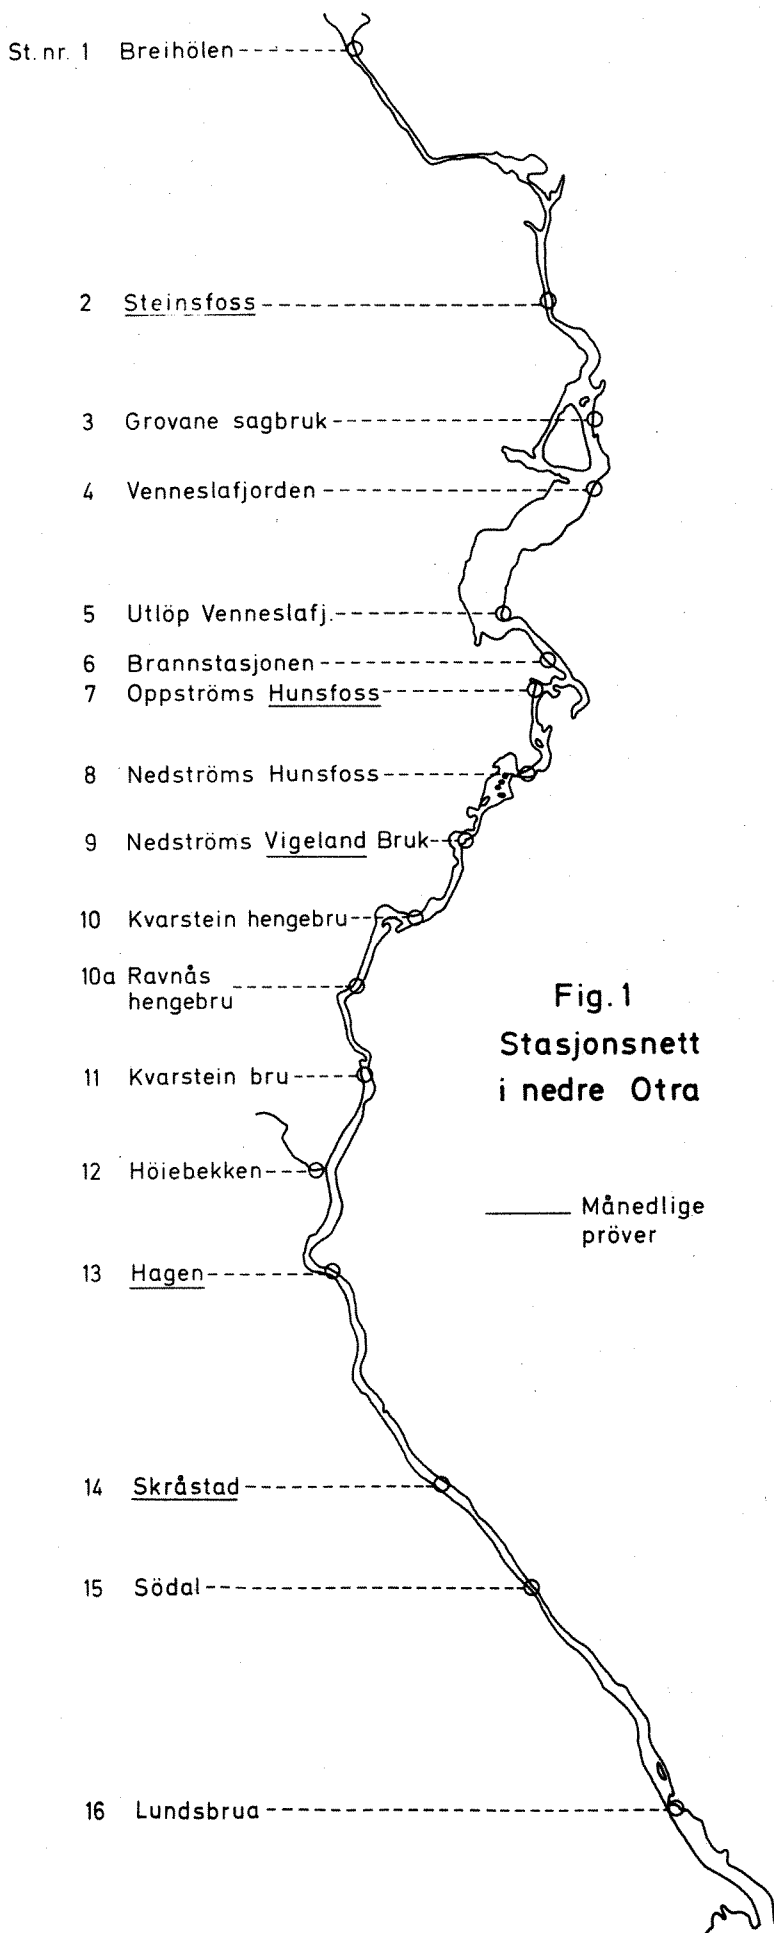 St. nr. 1 Breihölen
2 Steinsfoss
3 Grovane sagbruk
4 Venneslafjorden
5 Utlöp Venneslafj.
6 Brannstasjonen
7 Oppströms Hunsfoss
8 Nedströms Hunsfoss
9 Nedströms Vigeland Bruk
10 Kvarstein hengebru
10a Ravnås
hengebru
11 Kvarstein bru
12 Höiebekken
13 Hagen
14 Skråstad
15 Södal
16 Lundsbrua
Fig. 1
Stasjonsnett
i nedre Otra
Månedlige
pröver